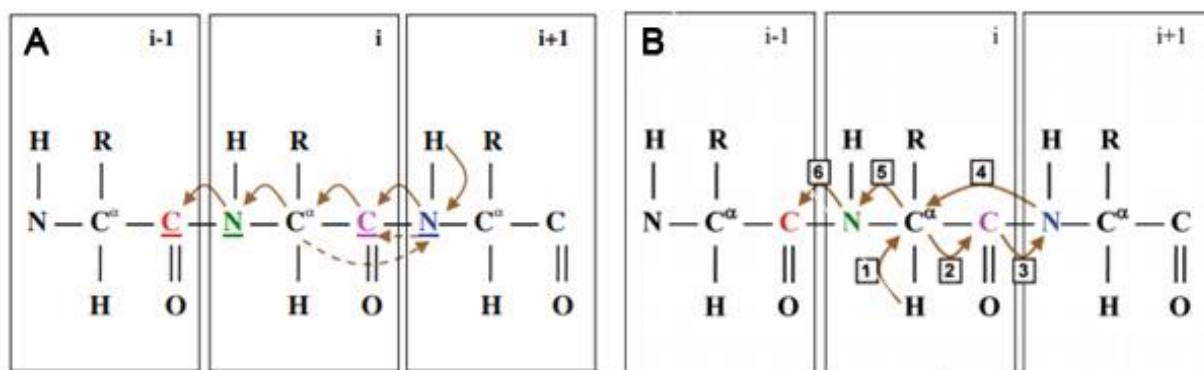 A i-1 i i+1 B i-1 i i+1
H R H R H R H R H R H R
6 5 4
N C α C N C α C N C α C N C α C N C α C N C α C
1 2 3
H O H O H O H O H O H O